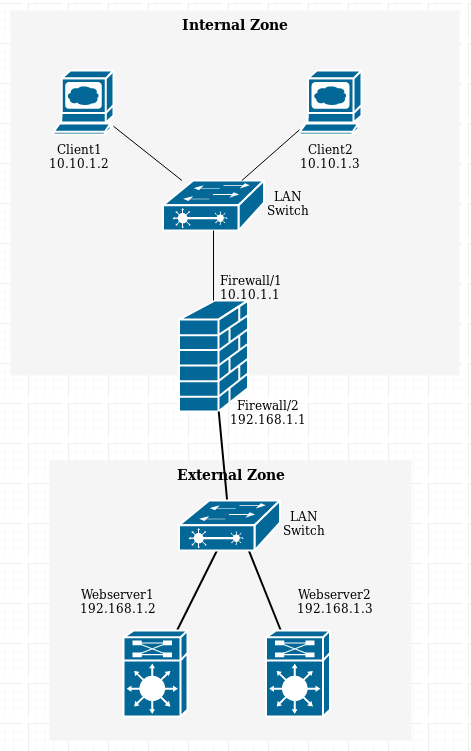 Internal Zone
Client1
10.10.1.2
Client2
10.10.1.3
LAN
Switch
Firewall/1
10.10.1.1
Firewall/2
192.168.1.1
External Zone
LAN
Switch
Webserver1
192.168.1.2
Webserver2
192.168.1.3